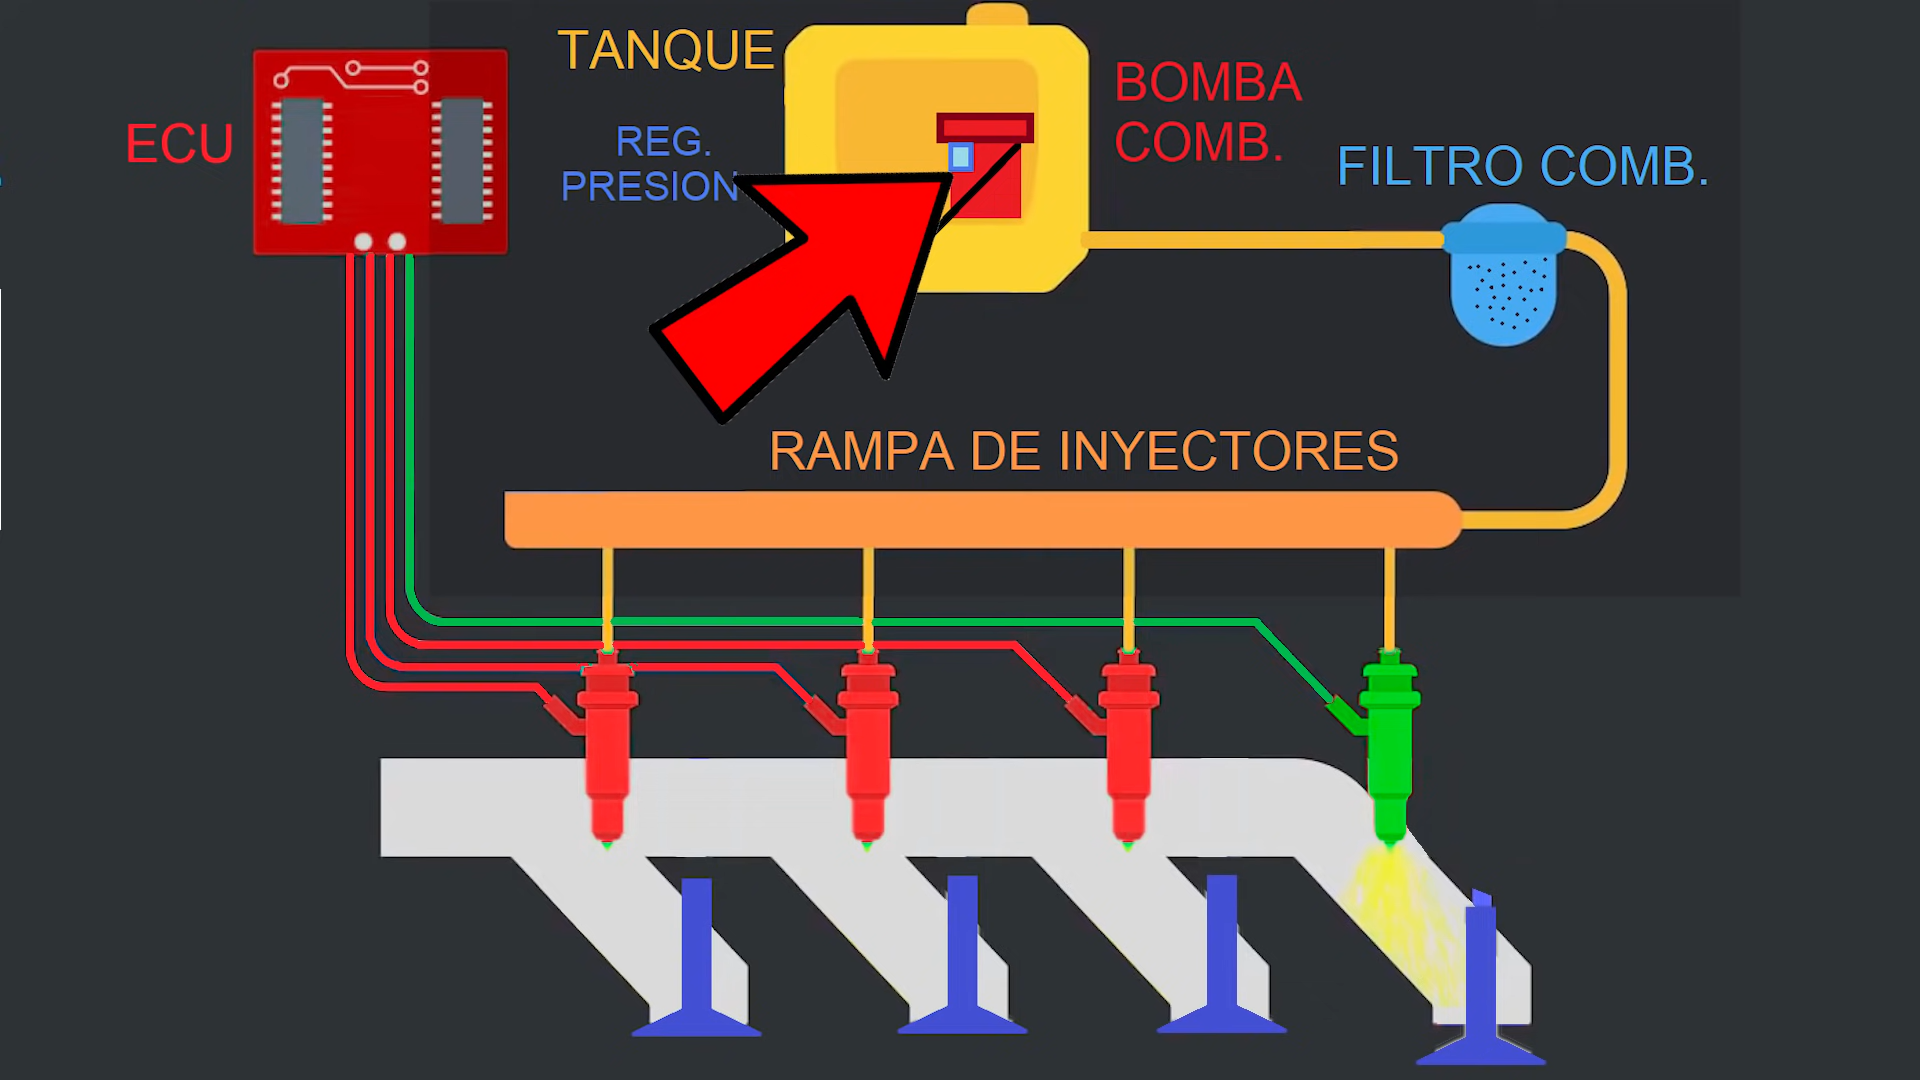 TANQUE
ECU
REG.
PRESION
BOMBA
COMB.
FILTRO COMB.
RAMPA DE INYECTORES